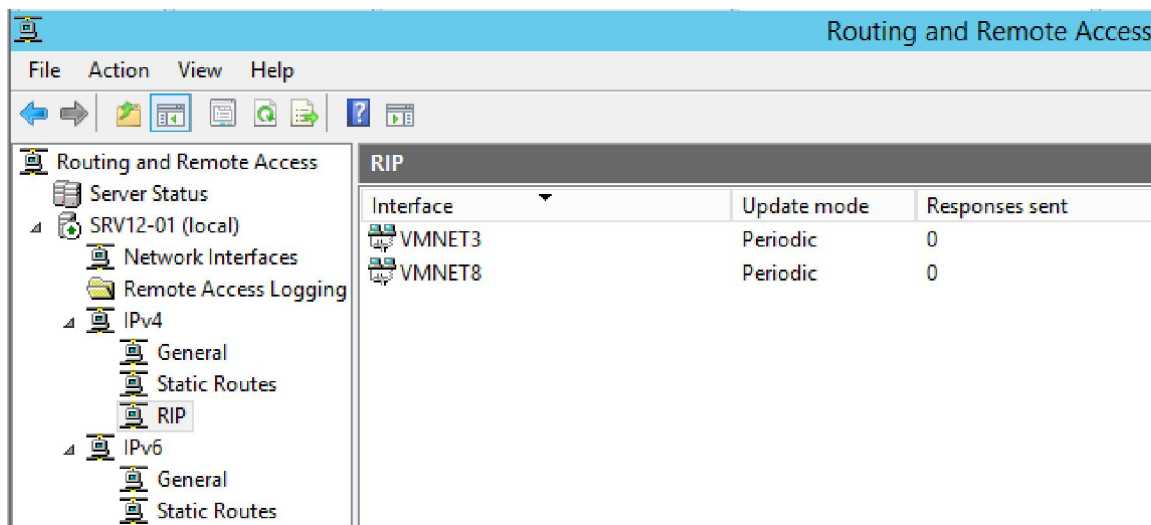 Routing and Remote Access
File Action View Help
Routing and Remote Access
Server Status
SRV12-01 (local)
Network Interfaces
Remote Access Logging
IPv4
General
Static Routes
RIP
IPv6
General
Static Routes
RIP
Interface Update mode Responses sent
VMNET3 Periodic 0
VMNET8 Periodic 0